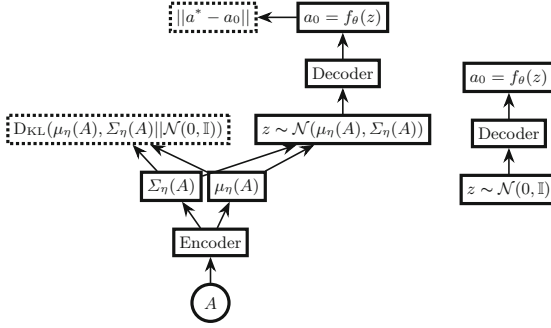 ||a* − a₀||
a₀ = f_θ(z)
Decoder
a₀ = f_θ(z)
D_KL(μ_η(A), Σ_η(A)||𝒩(0, 𝕀))
z ∼ 𝒩(μ_η(A), Σ_η(A))
Decoder
Σ_η(A)
μ_η(A)
z ∼ 𝒩(0, 𝕀)
Encoder
A